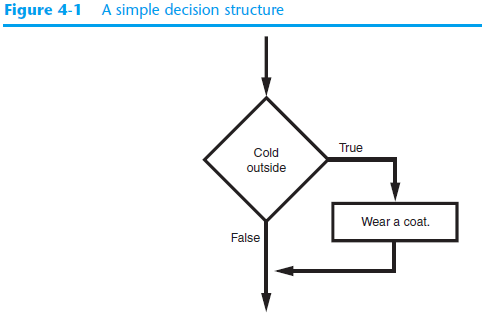 Figure 4-1 A simple decision structure
Cold
outside
True
Wear a coat.
False